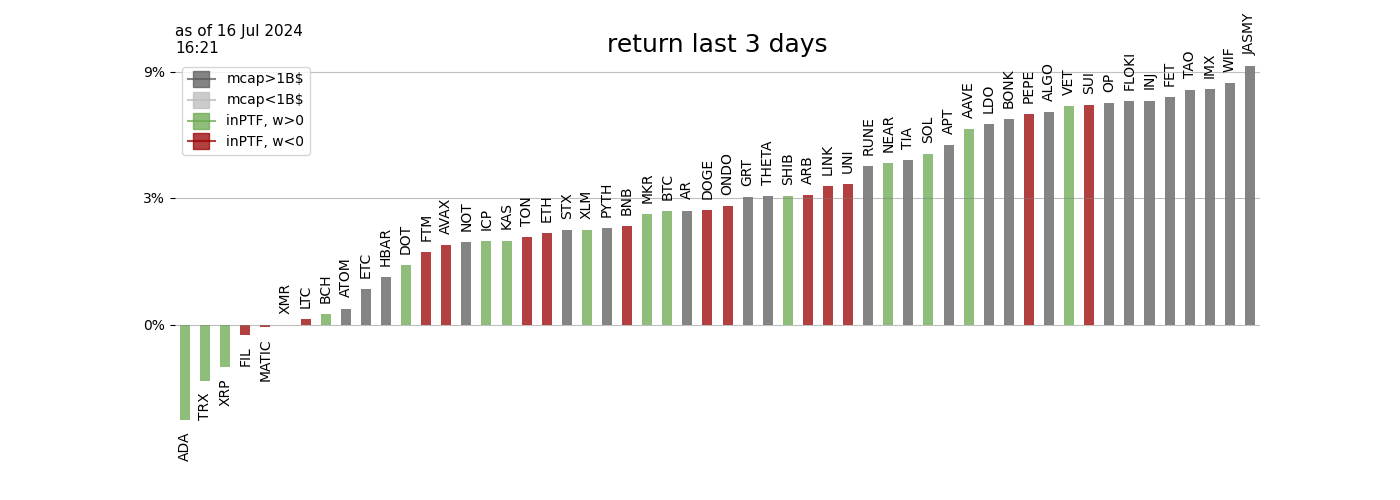 as of 16 Jul 2024
16:21
return last 3 days
mcap>1B$
mcap<1B$
inPTF, w>0
inPTF, w<0
9%
3%
0%
ADA
TRX
XRP
FIL
MATIC
XMR
LTC
BCH
ATOM
ETC
HBAR
DOT
FTM
AVAX
NOT
ICP
KAS
TON
ETH
STX
XLM
PYTH
BNB
MKR
BTC
AR
DOGE
ONDO
GRT
THETA
SHIB
ARB
LINK
UNI
RUNE
NEAR
TIA
SOL
APT
AAVE
LDO
BONK
PEPE
ALGO
VET
SUI
OP
FLOKI
INJ
FET
TAO
IMX
WIF
JASMY